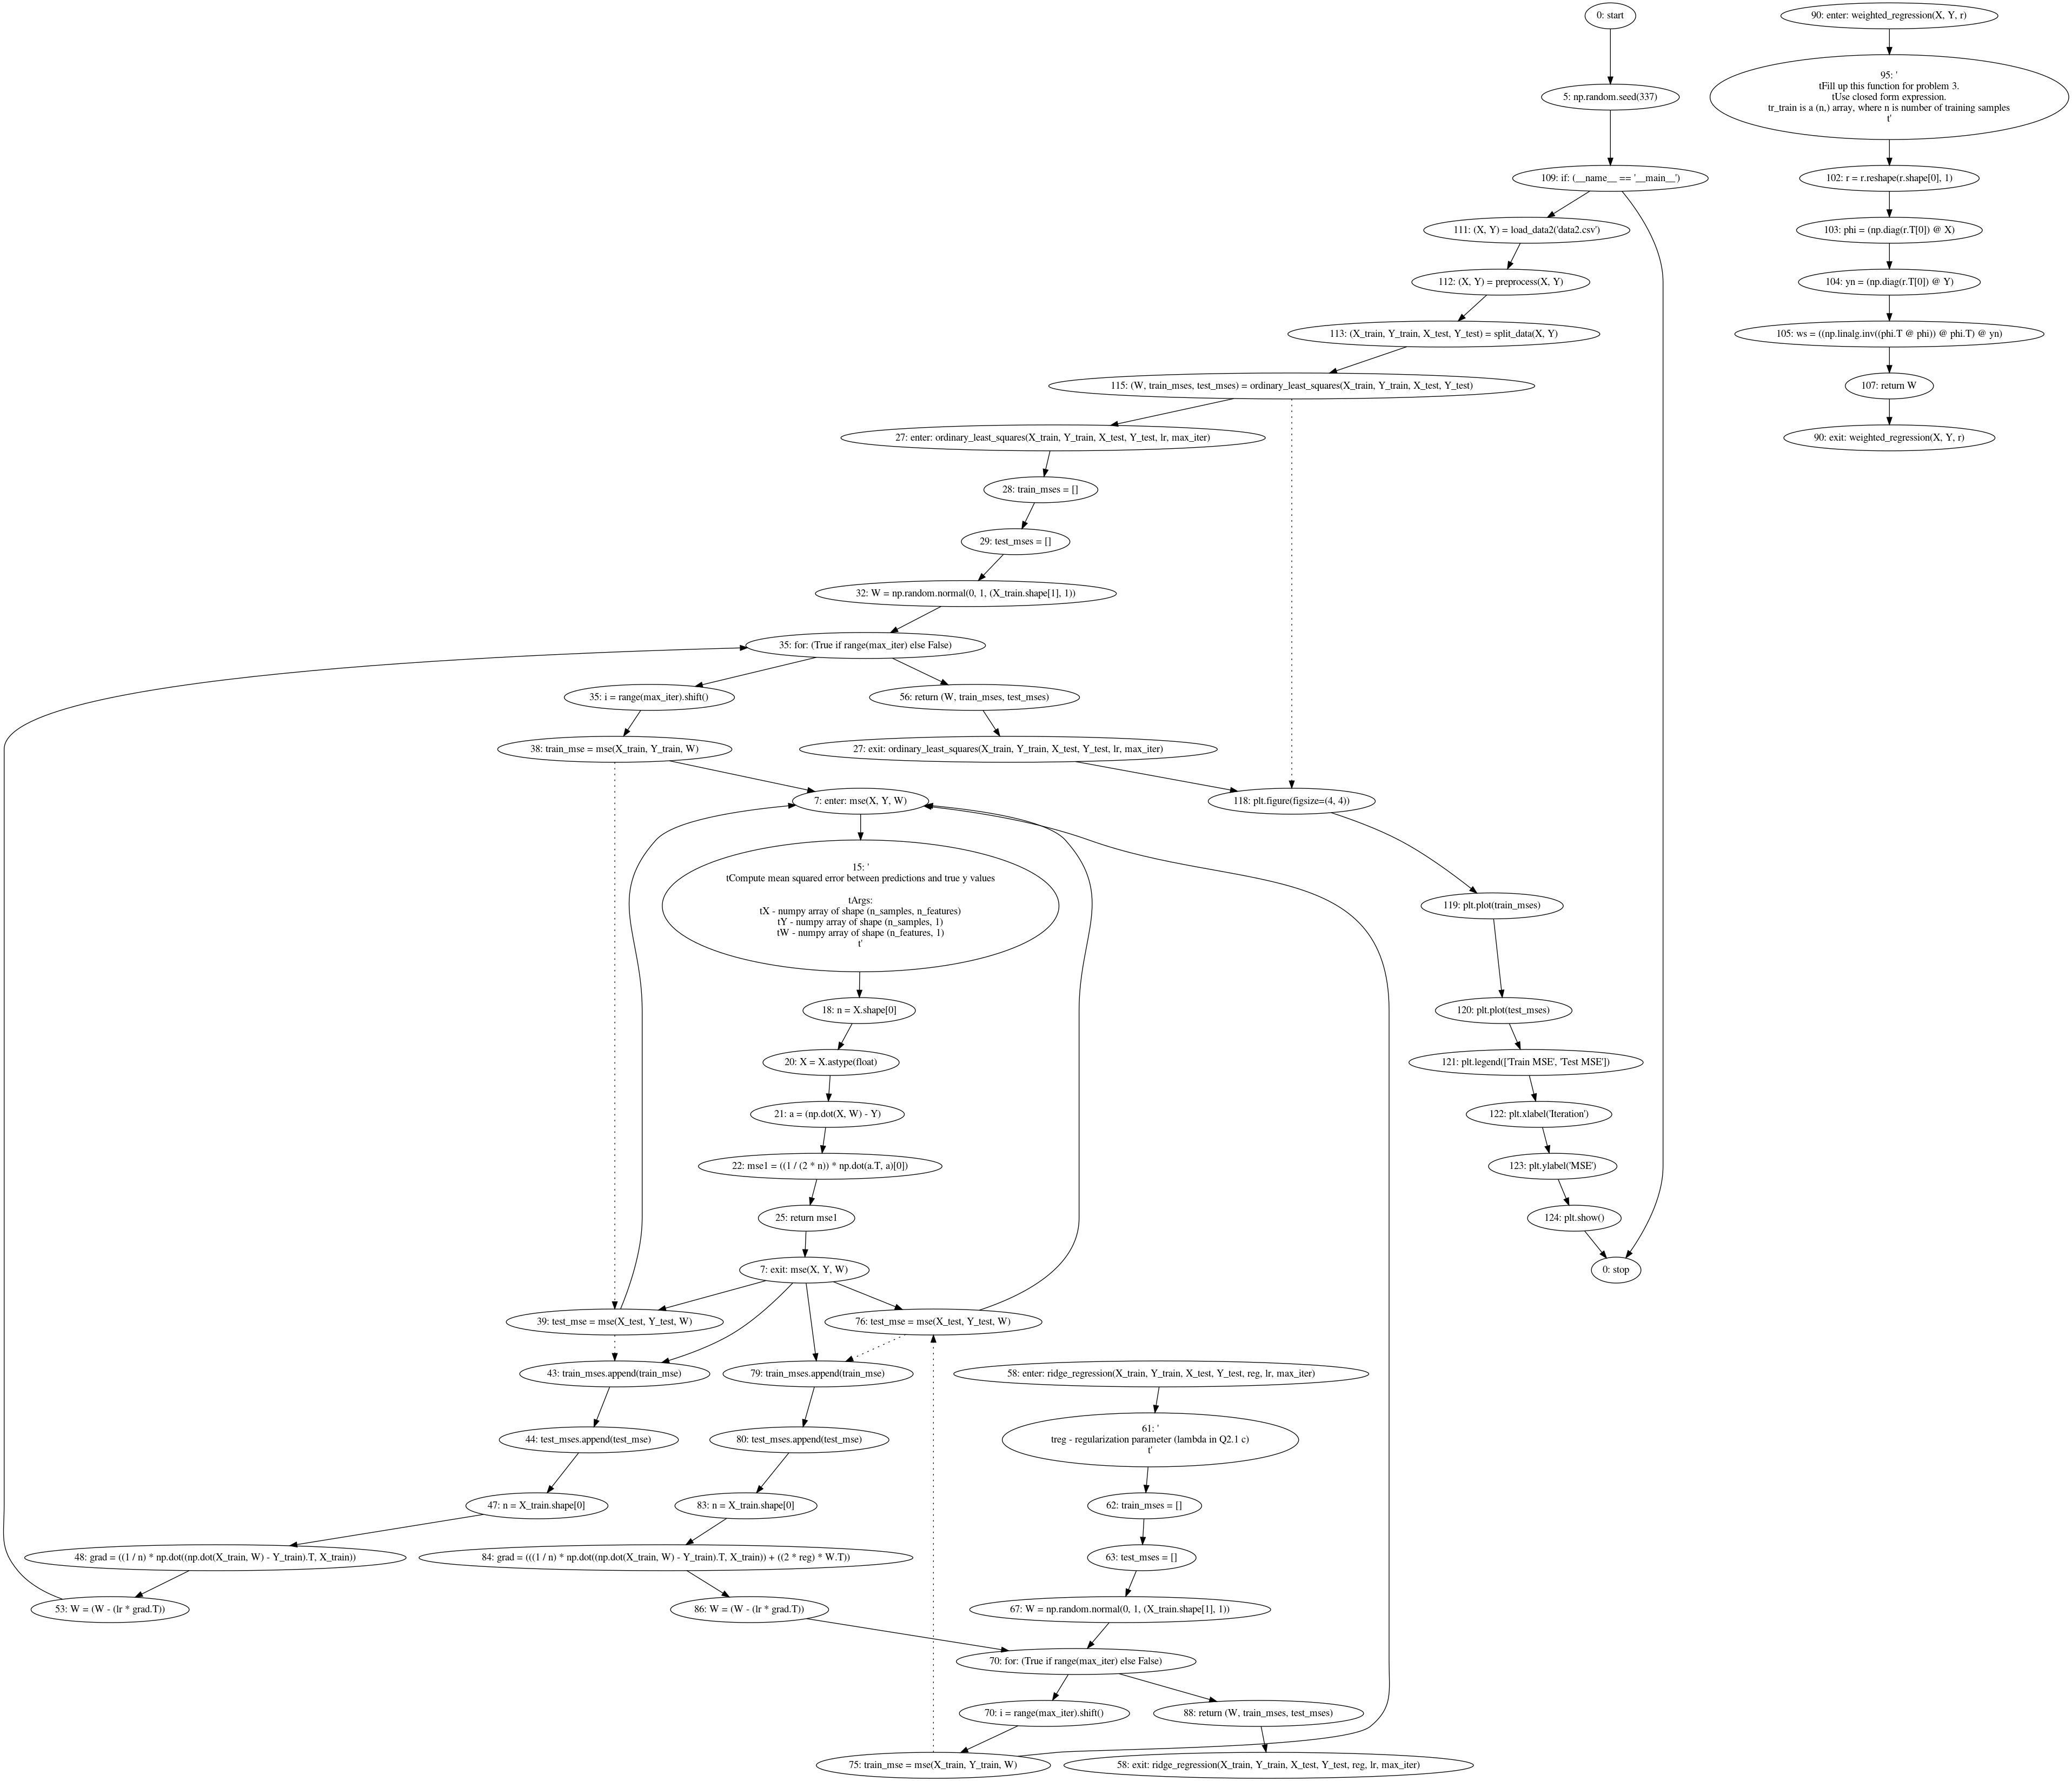 0: start
5: np.random.seed(337)
109: if: (__name__ == '__main__')
111: (X, Y) = load_data2('data2.csv')
112: (X, Y) = preprocess(X, Y)
113: (X_train, Y_train, X_test, Y_test) = split_data(X, Y)
115: (W, train_mses, test_mses) = ordinary_least_squares(X_train, Y_train, X_test, Y_test)
27: enter: ordinary_least_squares(X_train, Y_train, X_test, Y_test, lr, max_iter)
28: train_mses = []
29: test_mses = []
32: W = np.random.normal(0, 1, (X_train.shape[1], 1))
35: for: (True if range(max_iter) else False)
35: i = range(max_iter).shift()
56: return (W, train_mses, test_mses)
38: train_mse = mse(X_train, Y_train, W)
27: exit: ordinary_least_squares(X_train, Y_train, X_test, Y_test, lr, max_iter)
7: enter: mse(X, Y, W)
118: plt.figure(figsize=(4, 4))
15: '
tCompute mean squared error between predictions and true y values
tArgs:
tX - numpy array of shape (n_samples, n_features)
tY - numpy array of shape (n_samples, 1)
tW - numpy array of shape (n_features, 1)
t'
119: plt.plot(train_mses)
18: n = X.shape[0]
120: plt.plot(test_mses)
20: X = X.astype(float)
121: plt.legend(['Train MSE', 'Test MSE'])
21: a = (np.dot(X, W) - Y)
122: plt.xlabel('Iteration')
22: mse1 = ((1 / (2 * n)) * np.dot(a.T, a)[0])
123: plt.ylabel('MSE')
25: return mse1
124: plt.show()
7: exit: mse(X, Y, W)
0: stop
39: test_mse = mse(X_test, Y_test, W)
76: test_mse = mse(X_test, Y_test, W)
43: train_mses.append(train_mse)
79: train_mses.append(train_mse)
58: enter: ridge_regression(X_train, Y_train, X_test, Y_test, reg, lr, max_iter)
44: test_mses.append(test_mse)
80: test_mses.append(test_mse)
61: '
treg - regularization parameter (lambda in Q2.1 c)
t'
47: n = X_train.shape[0]
83: n = X_train.shape[0]
62: train_mses = []
48: grad = ((1 / n) * np.dot((np.dot(X_train, W) - Y_train).T, X_train))
84: grad = (((1 / n) * np.dot((np.dot(X_train, W) - Y_train).T, X_train)) + ((2 * reg) * W.T))
63: test_mses = []
53: W = (W - (lr * grad.T))
86: W = (W - (lr * grad.T))
67: W = np.random.normal(0, 1, (X_train.shape[1], 1))
70: for: (True if range(max_iter) else False)
70: i = range(max_iter).shift()
88: return (W, train_mses, test_mses)
75: train_mse = mse(X_train, Y_train, W)
58: exit: ridge_regression(X_train, Y_train, X_test, Y_test, reg, lr, max_iter)
90: enter: weighted_regression(X, Y, r)
95: '
tFill up this function for problem 3.
tUse closed form expression.
tr_train is a (n,) array, where n is number of training samples
t'
102: r = r.reshape(r.shape[0], 1)
103: phi = (np.diag(r.T[0]) @ X)
104: yn = (np.diag(r.T[0]) @ Y)
105: ws = ((np.linalg.inv((phi.T @ phi)) @ phi.T) @ yn)
107: return W
90: exit: weighted_regression(X, Y, r)